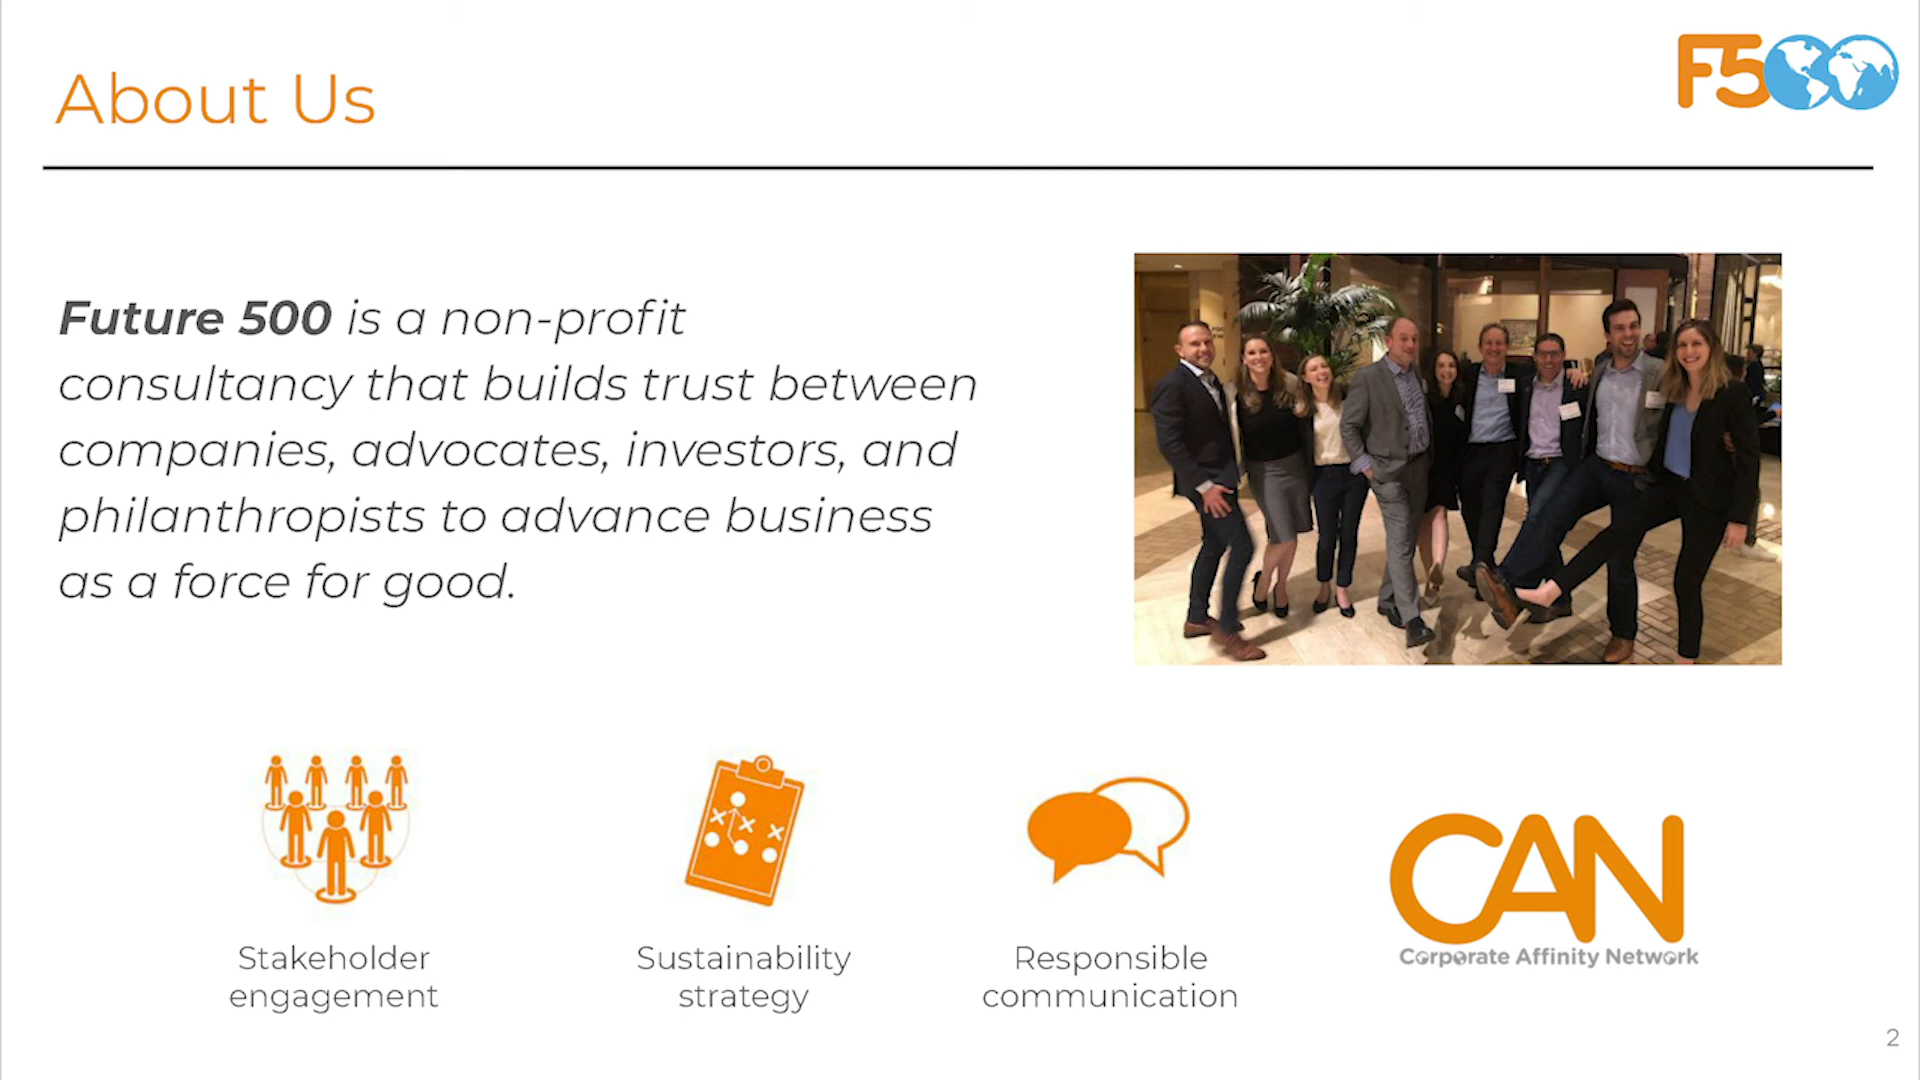 About Us
F500
Future 500 is a non-profit
consultancy that builds trust between
companies, advocates, investors, and
philanthropists to advance business
as a force for good.
Stakeholder
engagement
Sustainability
strategy
Responsible
communication
CAN
Corporate Affinity Network
2